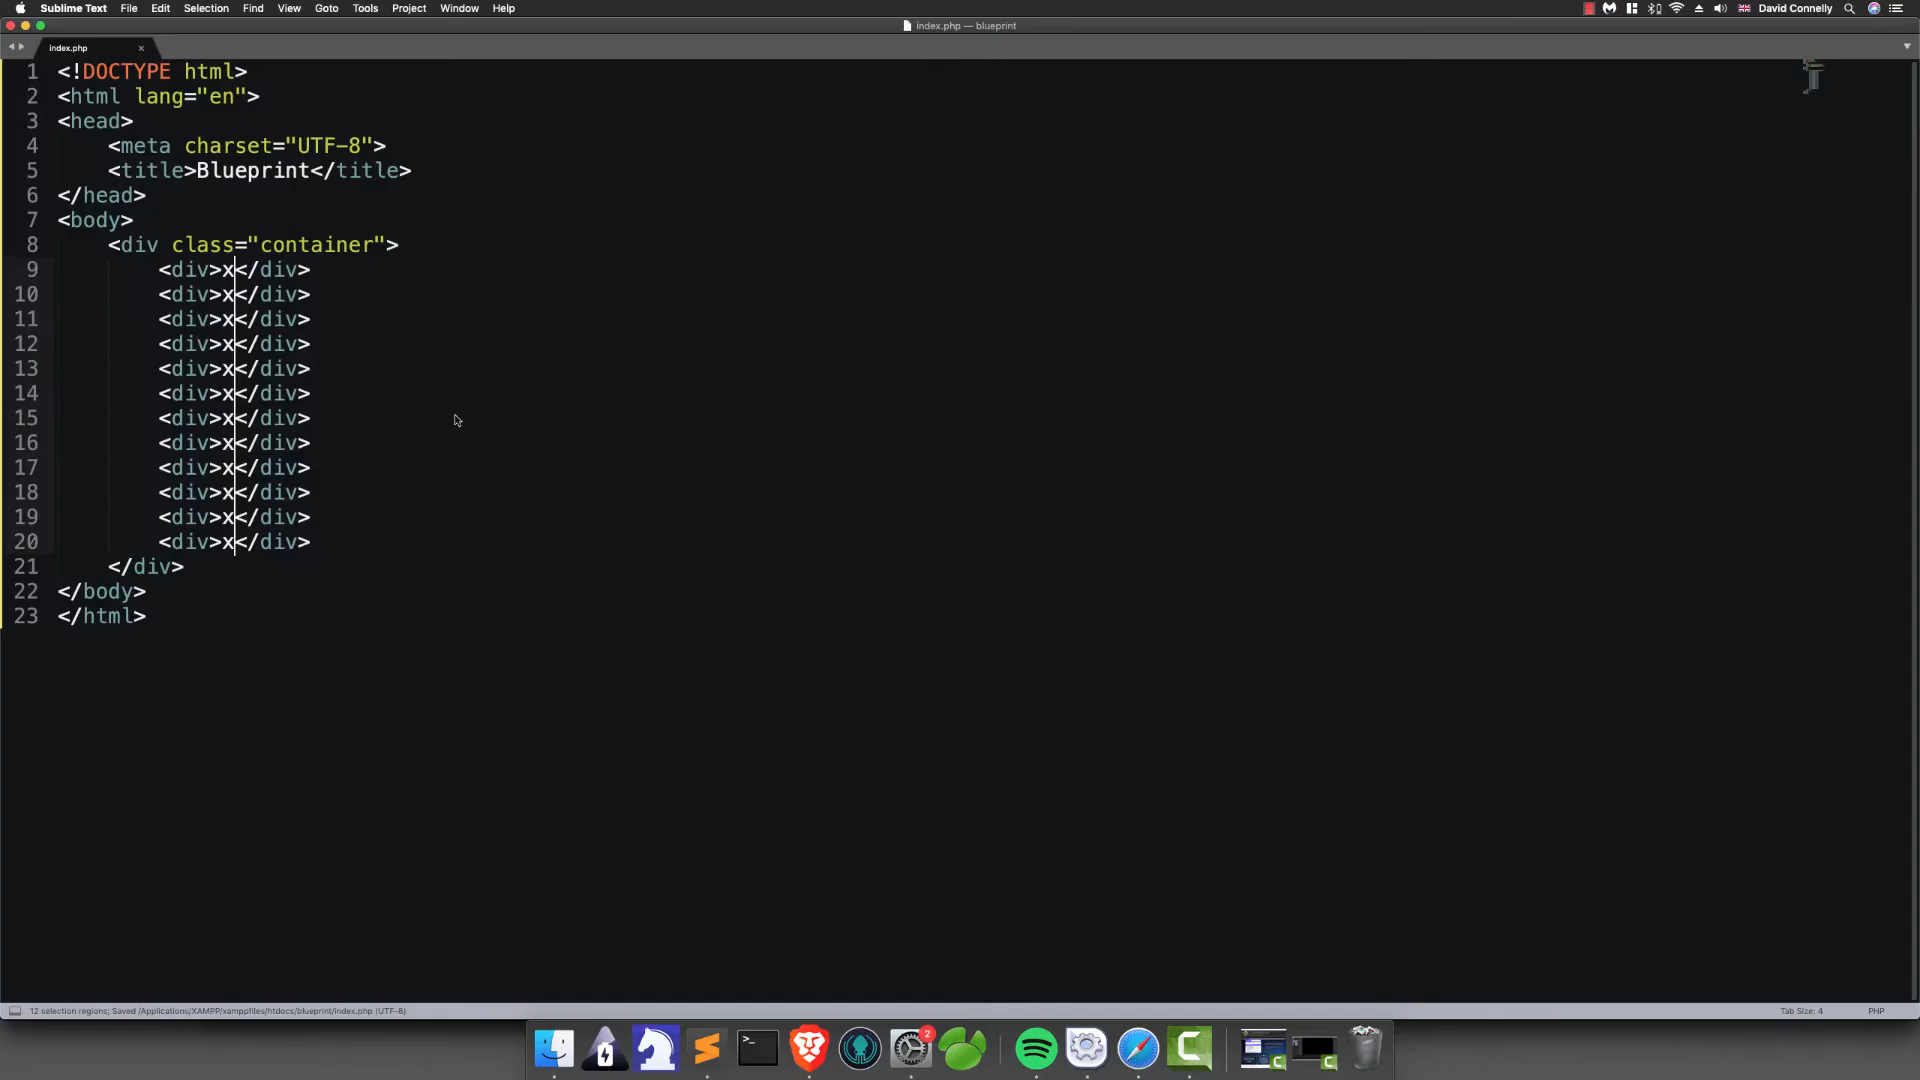 Sublime Text File Edit Selection Find View Goto Tools Project Window Help David Connelly
index.php — blueprint
index.php
1 <!DOCTYPE html>
2 <html lang="en">
3 <head>
4 <meta charset="UTF-8">
5 <title>Blueprint</title>
6 </head>
7 <body>
8 <div class="container">
9 <div>x</div>
10 <div>x</div>
11 <div>x</div>
12 <div>x</div>
13 <div>x</div>
14 <div>x</div>
15 <div>x</div>
16 <div>x</div>
17 <div>x</div>
18 <div>x</div>
19 <div>x</div>
20 <div>x</div>
21 </div>
22 </body>
23 </html>
12 selection regions; Saved /Applications/XAMPP/xamppfiles/htdocs/blueprint/index.php (UTF-8) Tab Size: 4 PHP
2